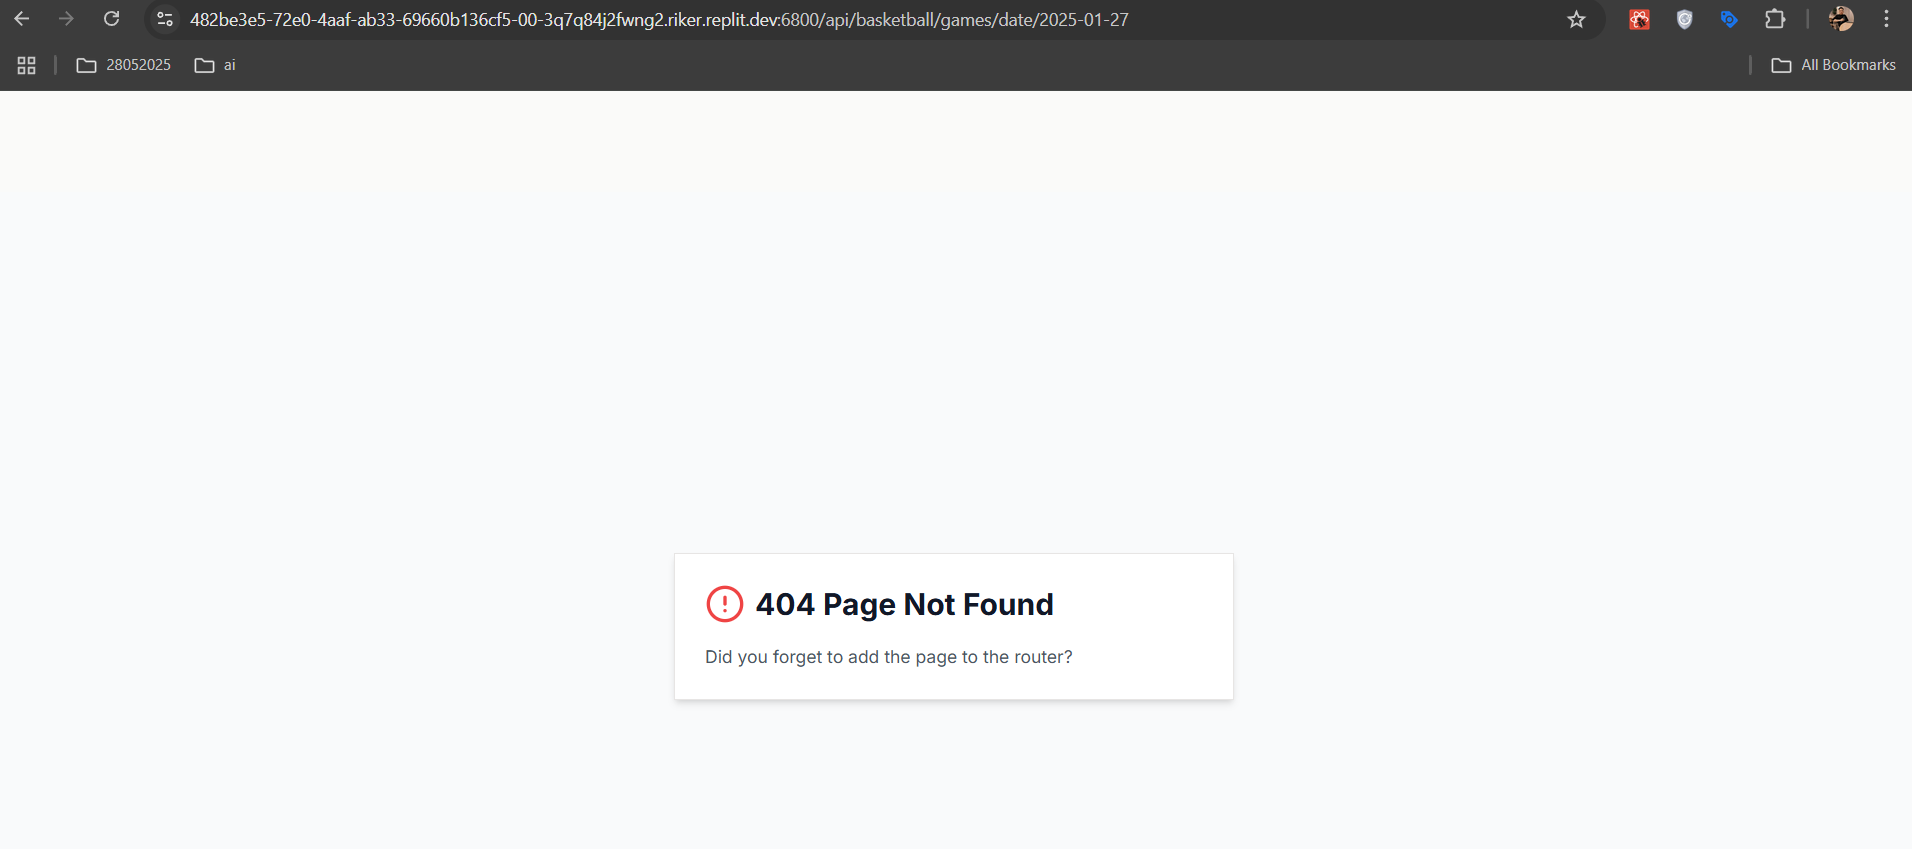 482be3e5-72e0-4aaf-ab33-69660b136cf5-00-3q7q84j2fwng2.riker.replit.dev:6800/api/basketball/games/date/2025-01-27
28052025 ai All Bookmarks
404 Page Not Found
Did you forget to add the page to the router?